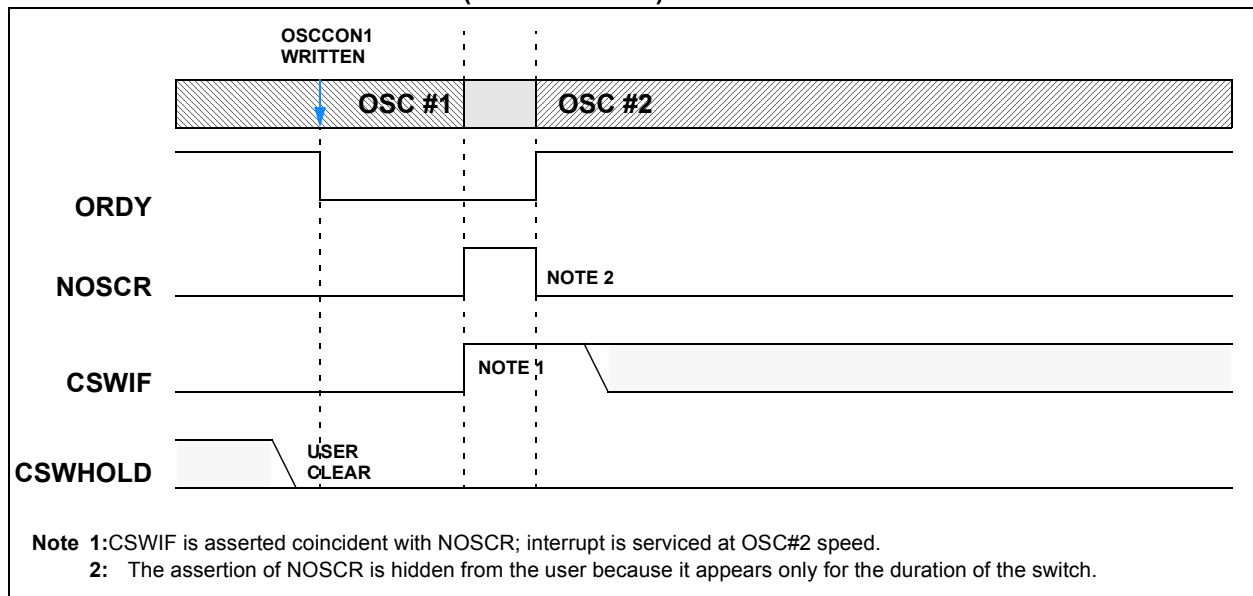 OSCCON1
WRITTEN
OSC #1
OSC #2
ORDY
NOSCR
NOTE 2
CSWIF
NOTE 1
CSWHOLD
USER
CLEAR
Note 1:CSWIF is asserted coincident with NOSCR; interrupt is serviced at OSC#2 speed.
2: The assertion of NOSCR is hidden from the user because it appears only for the duration of the switch.